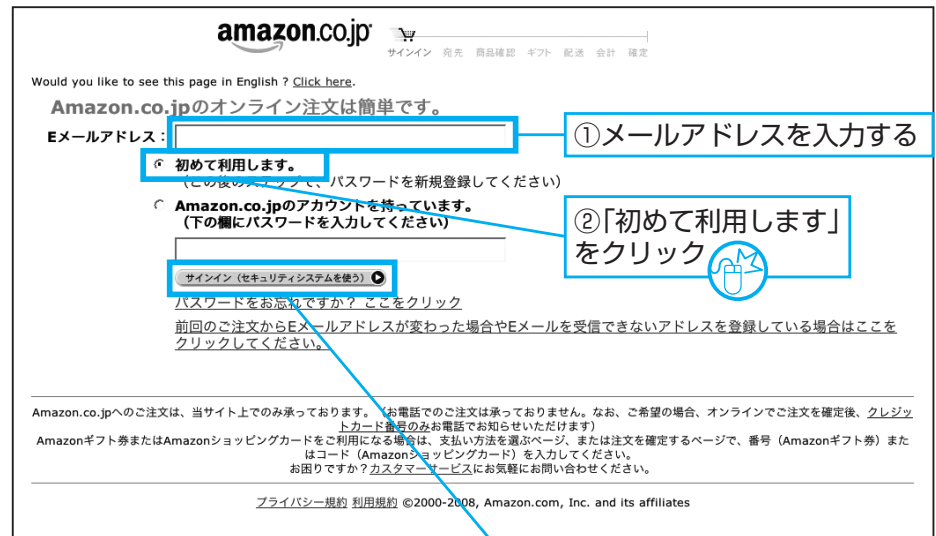 amazon.co.jp
サインイン 宛先 商品確認 ギフト 配送 会計 確定
Would you like to see this page in English ? Click here.
Amazon.co.jpのオンライン注文は簡単です。
Eメールアドレス：
①メールアドレスを入力する
初めて利用します。
(この後のステップで、パスワードを新規登録してください)
Amazon.co.jpのアカウントを持っています。
(下の欄にパスワードを入力してください)
②「初めて利用します」
をクリック
サインイン（セキュリティシステムを使う）
パスワードをお忘れですか？ ここをクリック
前回のご注文からEメールアドレスが変わった場合やEメールを受信できないアドレスを登録している場合はここを
クリックしてください。
Amazon.co.jpへのご注文は、当サイト上でのみ承っております。（お電話でのご注文は承っておりません。なお、ご希望の場合、オンラインでご注文を確定後、クレジッ
トカード番号のみお電話でお知らせいただけます）
Amazonギフト券またはAmazonショッピングカードをご利用になる場合は、支払い方法を選ぶページ、または注文を確定するページで、番号（Amazonギフト券）また
はコード（Amazonショッピングカード）を入力してください。
お困りですか？カスタマーサービスにお気軽にお問い合わせください。
プライバシー規約 利用規約 ©2000-2008, Amazon.com, Inc. and its affiliates